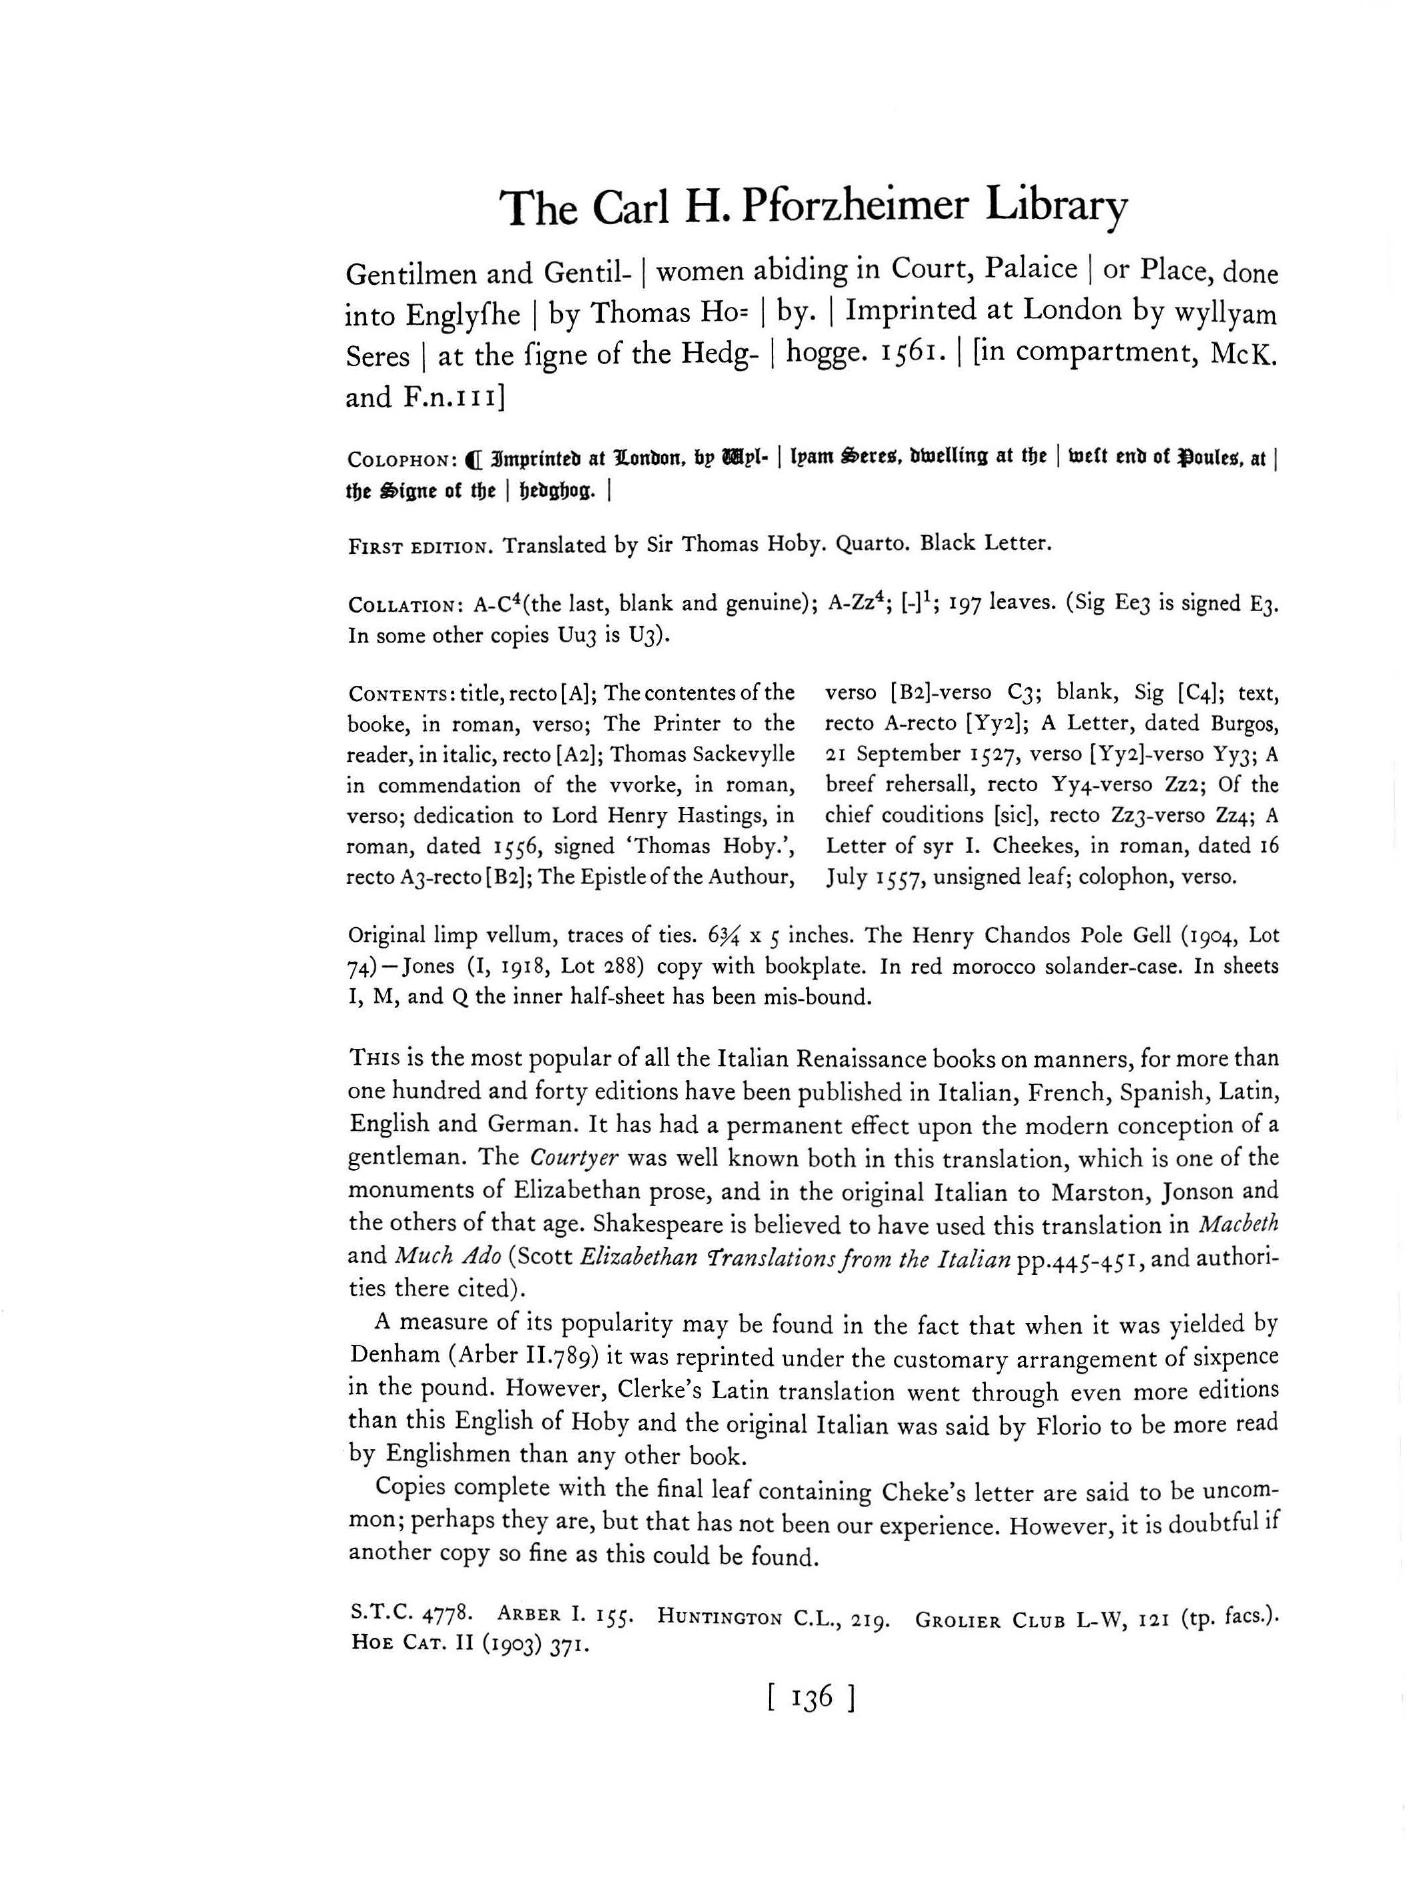 The Carl H. Pforzheimer Library
Gentilmen and Gentil- | women abiding in Court, Palaice | or Place, done
into Englyſhe | by Thomas Ho= | by. | Imprinted at London by wyllyam
Seres | at the ſigne of the Hedg- | hogge. 1561. | [in compartment, McK.
and F.n.111]
COLOPHON: ⁋ Imprinted at London, by Wyl- | lyam Seres, dwelling at the | weſt end of Poules, at |
the Signe of the | hedghog. |
FIRST EDITION. Translated by Sir Thomas Hoby. Quarto. Black Letter.
COLLATION: A-C⁴(the last, blank and genuine); A-Zz⁴; [-]¹; 197 leaves. (Sig Ee3 is signed E3.
In some other copies Uu3 is U3).
CONTENTS: title, recto [A]; The contentes of the
booke, in roman, verso; The Printer to the
reader, in italic, recto [A2]; Thomas Sackevylle
in commendation of the vvorke, in roman,
verso; dedication to Lord Henry Hastings, in
roman, dated 1556, signed ‘Thomas Hoby.’,
recto A3-recto [B2]; The Epistle of the Authour,
verso [B2]-verso C3; blank, Sig [C4]; text,
recto A-recto [Yy2]; A Letter, dated Burgos,
21 September 1527, verso [Yy2]-verso Yy3; A
breef rehersall, recto Yy4-verso Zz2; Of the
chief couditions [sic], recto Zz3-verso Zz4; A
Letter of syr I. Cheekes, in roman, dated 16
July 1557, unsigned leaf; colophon, verso.
Original limp vellum, traces of ties. 6¾ x 5 inches. The Henry Chandos Pole Gell (1904, Lot
74)—Jones (I, 1918, Lot 288) copy with bookplate. In red morocco solander-case. In sheets
I, M, and Q the inner half-sheet has been mis-bound.
THIS is the most popular of all the Italian Renaissance books on manners, for more than
one hundred and forty editions have been published in Italian, French, Spanish, Latin,
English and German. It has had a permanent effect upon the modern conception of a
gentleman. The Courtyer was well known both in this translation, which is one of the
monuments of Elizabethan prose, and in the original Italian to Marston, Jonson and
the others of that age. Shakespeare is believed to have used this translation in Macbeth
and Much Ado (Scott Elizabethan Translations from the Italian pp.445-451, and authori-
ties there cited).
A measure of its popularity may be found in the fact that when it was yielded by
Denham (Arber II.789) it was reprinted under the customary arrangement of sixpence
in the pound. However, Clerke’s Latin translation went through even more editions
than this English of Hoby and the original Italian was said by Florio to be more read
by Englishmen than any other book.
Copies complete with the final leaf containing Cheke’s letter are said to be uncom-
mon; perhaps they are, but that has not been our experience. However, it is doubtful if
another copy so fine as this could be found.
S.T.C. 4778. ARBER I. 155. HUNTINGTON C.L., 219. GROLIER CLUB L-W, 121 (tp. facs.).
HOE CAT. II (1903) 371.
[ 136 ]